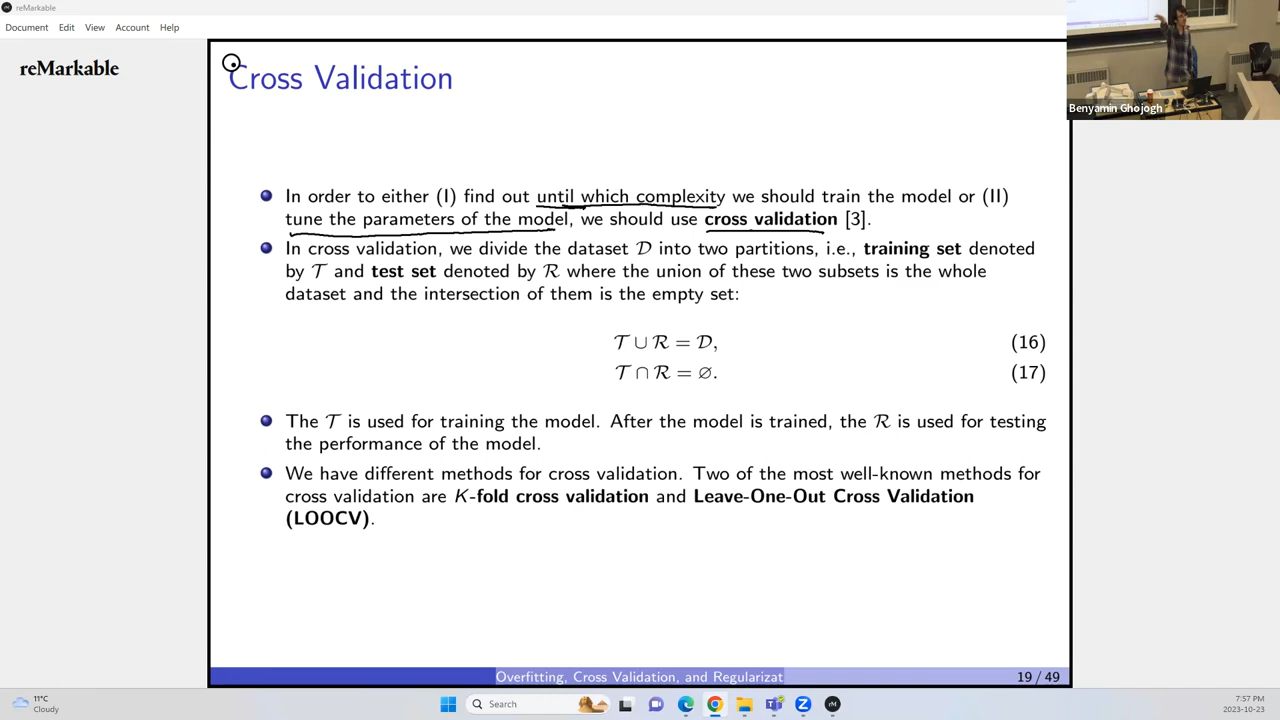 reMarkable
Document Edit View Account Help
reMarkable
Cross Validation
Benyamin Ghojogh
In order to either (I) find out until which complexity we should train the model or (II)
tune the parameters of the model, we should use cross validation [3].
In cross validation, we divide the dataset 𝒟 into two partitions, i.e., training set denoted
by 𝒯 and test set denoted by ℛ where the union of these two subsets is the whole
dataset and the intersection of them is the empty set:
𝒯 ∪ ℛ = 𝒟, (16)
𝒯 ∩ ℛ = ∅. (17)
The 𝒯 is used for training the model. After the model is trained, the ℛ is used for testing
the performance of the model.
We have different methods for cross validation. Two of the most well-known methods for
cross validation are K-fold cross validation and Leave-One-Out Cross Validation
(LOOCV).
Overfitting, Cross Validation, and Regularizat 19 / 49
11°C
Cloudy
Search
rM
7:57 PM
2023-10-23